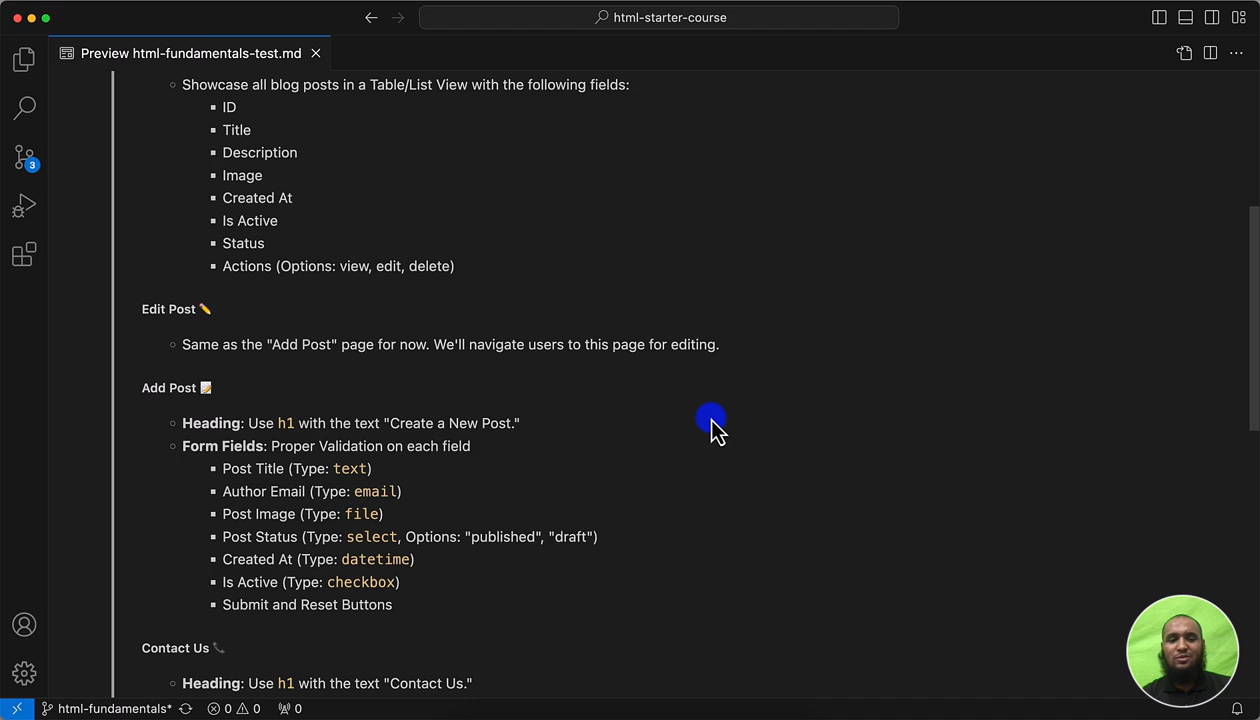 html-starter-course
Preview html-fundamentals-test.md
Showcase all blog posts in a Table/List View with the following fields:
ID
Title
Description
Image
Created At
Is Active
Status
Actions (Options: view, edit, delete)
Edit Post ✏️
Same as the "Add Post" page for now. We'll navigate users to this page for editing.
Add Post 📝
Heading: Use h1 with the text "Create a New Post."
Form Fields: Proper Validation on each field
Post Title (Type: text)
Author Email (Type: email)
Post Image (Type: file)
Post Status (Type: select, Options: "published", "draft")
Created At (Type: datetime)
Is Active (Type: checkbox)
Submit and Reset Buttons
Contact Us 📞
Heading: Use h1 with the text "Contact Us."
3
html-fundamentals* 0 0 0